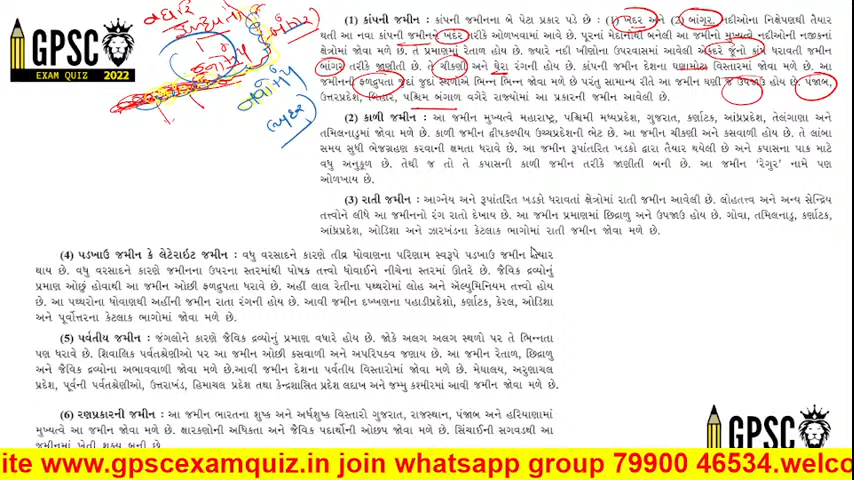 GPSC
EXAM QUIZ 2022
(1) કાંપની જમીન : કાંપની જમીનના બે પેટા પ્રકાર પડે છે : (1) ખદર અને (2) બાંગર. નદીઓના નિક્ષેપણથી તૈયાર
થતી આ નવા કાંપની જમીનને ખદર તરીકે ઓળખવામાં આવે છે. પૂરનાં મેદાનોથી બનેલી આ જમીનો મુખ્યત્વે નદીઓની નજીકનાં
ક્ષેત્રોમાં જોવા મળે છે. તે પ્રમાણમાં રેતાળ હોય છે. જ્યારે નદી ખીણોના ઉપરવાસમાં આવેલી કદર જૂનો કાંપ ધરાવતી જમીન
બાંગર તરીકે જાણીતી છે. તે ચીકણી અને ઘેરા રંગની હોય છે. કાંપની જમીન દેશના ઘણામોટા વિસ્તારમાં જોવા મળે છે. આ
જમીનની ફળદ્રુપતા જુદાં જુદાં સ્થળોએ ભિન્ન ભિન્ન જોવા મળે છે પરંતુ સામાન્ય રીતે આ જમીન ઘણી જ ઉપજાઉ હોય છે. પંજાબ,
ઉત્તરપ્રદેશ, બિહાર, પશ્ચિમ બંગાળ વગેરે રાજ્યોમાં આ પ્રકારની જમીન આવેલી છે.
(2) કાળી જમીન : આ જમીન મુખ્યત્વે મહારાષ્ટ્ર, પશ્ચિમી મધ્યપ્રદેશ, ગુજરાત, કર્ણાટક, આંધ્રપ્રદેશ, તેલંગાણા અને
તમિલનાડુમાં જોવા મળે છે. કાળી જમીન દ્વીપકલ્પીય ઉચ્ચપ્રદેશની ભેટ છે. આ જમીન ચીકણી અને કસવાળી હોય છે. તે લાંબા
સમય સુધી ભેજગ્રહણ કરવાની ક્ષમતા ધરાવે છે. આ જમીન રૂપાંતરિત ખડકો દ્વારા તૈયાર થયેલી છે અને કપાસના પાક માટે
વધુ અનુકૂળ છે. તેથી જ તો તે કપાસની કાળી જમીન તરીકે જાણીતી બની છે. આ જમીન ‘રેગુર’ નામે પણ
ઓળખાય છે.
(3) રાતી જમીન : આગ્નેય અને રૂપાંતરિત ખડકો ધરાવતાં ક્ષેત્રોમાં રાતી જમીન આવેલી છે. લોહતત્ત્વ અને અન્ય સેન્દ્રિય
તત્ત્વોને લીધે આ જમીનનો રંગ રાતો દેખાય છે. આ જમીન પ્રમાણમાં છિદ્રાળુ અને ઉપજાઉ હોય છે. ગોવા, તમિલનાડુ, કર્ણાટક,
આંધ્રપ્રદેશ, ઓડિશા અને ઝારખંડના કેટલાક ભાગોમાં રાતી જમીન જોવા મળે છે.
(4) પડખાઉ જમીન કે લેટેરાઇટ જમીન : વધુ વરસાદને કારણે તીવ્ર ધોવાણના પરિણામ સ્વરૂપે પડખાઉ જમીન તૈયાર
થાય છે. વધુ વરસાદને કારણે જમીનના ઉપરના સ્તરમાંથી પોષક તત્ત્વો ધોવાઈને નીચેના સ્તરમાં ઊતરે છે. જૈવિક દ્રવ્યોનું
પ્રમાણ ઓછું હોવાથી આ જમીન ઓછી ફળદ્રુપતા ધરાવે છે. અહીં લાલ રેતીના પથ્થરોમાં લોહ અને એલ્યુમિનિયમ તત્ત્વો હોય
છે. આ પથ્થરોના ધોવાણથી અહીંની જમીન રાતા રંગની હોય છે. આવી જમીન દખ્ખણના પહાડીપ્રદેશો, કર્ણાટક, કેરલ, ઓડિશા
અને પૂર્વોત્તરના કેટલાક ભાગોમાં જોવા મળે છે.
(5) પર્વતીય જમીન : જંગલોને કારણે જૈવિક દ્રવ્યોનું પ્રમાણ વધારે હોય છે. જોકે અલગ અલગ સ્થળો પર તે ભિન્નતા
પણ ધરાવે છે. શિવાલિક પર્વતશ્રેણીઓ પર આ જમીન ઓછી કસવાળી અને અપરિપક્વ જણાય છે. આ જમીન રેતાળ, છિદ્રાળુ
અને જૈવિક દ્રવ્યોના અભાવવાળી જોવા મળે છે.આવી જમીન દેશના પર્વતીય વિસ્તારોમાં જોવા મળે છે. મેઘાલય, અરુણાચલ
પ્રદેશ, પૂર્વની પર્વતશ્રેણીઓ, ઉત્તરાખંડ, હિમાચલ પ્રદેશ તથા કેન્દ્રશાસિત પ્રદેશ લદાખ અને જમ્મુ કાશ્મીરમાં આવી જમીન જોવા મળે છે.
(6) રણપ્રકારની જમીન : આ જમીન ભારતના શુષ્ક અને અર્ધશુષ્ક વિસ્તારો ગુજરાત, રાજસ્થાન, પંજાબ અને હરિયાણામાં
મુખ્યત્વે આ જમીન જોવા મળે છે. ક્ષારકણોની અધિકતા અને જૈવિક પદાર્થોની ઓછપ જોવા મળે છે. સિંચાઈની સગવડથી આ
જમીનમાં ખેતી શક્ય બની છે.
GPSC
ite www.gpscexamquiz.in join whatsapp group 79900 46534.welco